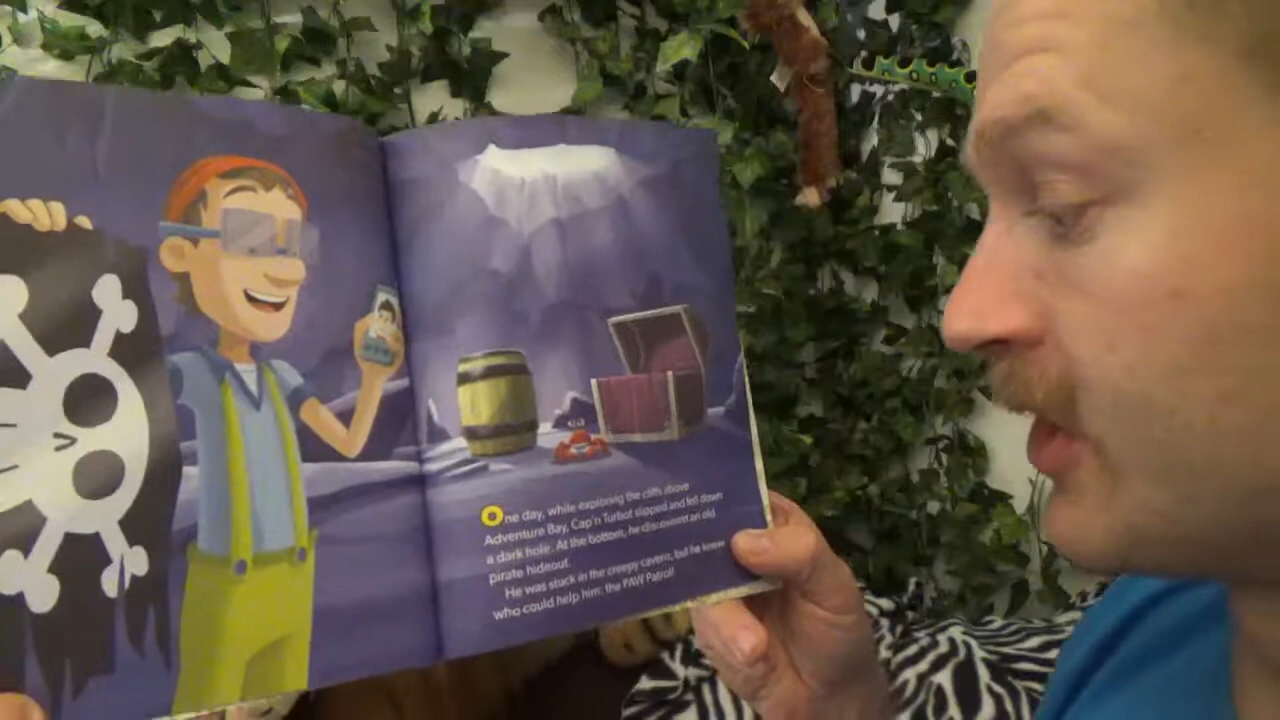 One day, while exploring the cliffs above
Adventure Bay, Cap'n Turbot slipped and fell down
a dark hole. At the bottom, he discovered an old
pirate hideout.
He was stuck in the creepy cavern, but he knew
who could help him: the PAW Patrol!